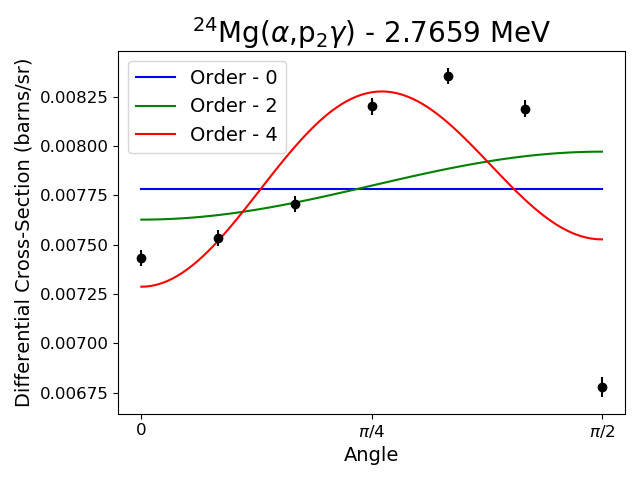 ²⁴Mg(α,p₂γ) - 2.7659 MeV
Order - 0
Order - 2
Order - 4
Differential Cross-Section (barns/sr)
0.00825
0.00800
0.00775
0.00750
0.00725
0.00700
0.00675
0
π/4
π/2
Angle